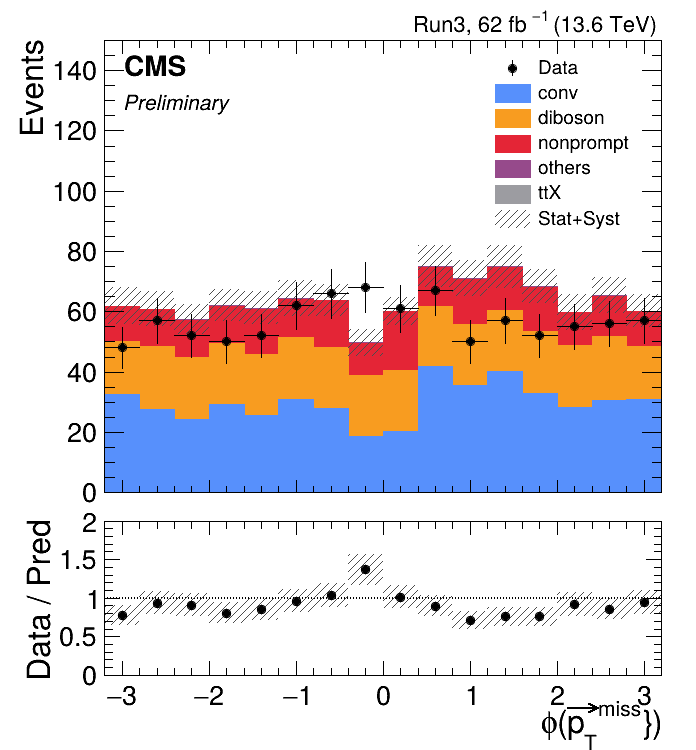 Run3, 62 fb⁻¹ (13.6 TeV)
CMS
Preliminary
Events
140
120
100
80
60
40
20
0
Data
conv
diboson
nonprompt
others
ttX
Stat+Syst
Data / Pred
2
1.5
1
0.5
0
−3 −2 −1 0 1 2 3
ϕ(p⃗_T^miss})